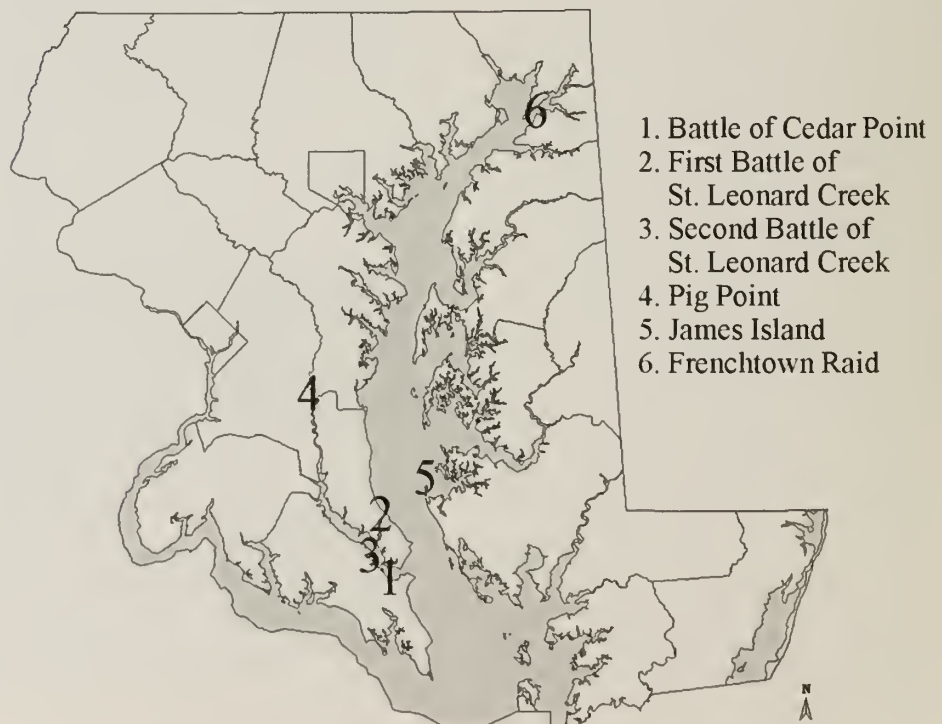 1. Battle of Cedar Point
2. First Battle of
St. Leonard Creek
3. Second Battle of
St. Leonard Creek
4. Pig Point
5. James Island
6. Frenchtown Raid
6
4
5
2
3
1
N